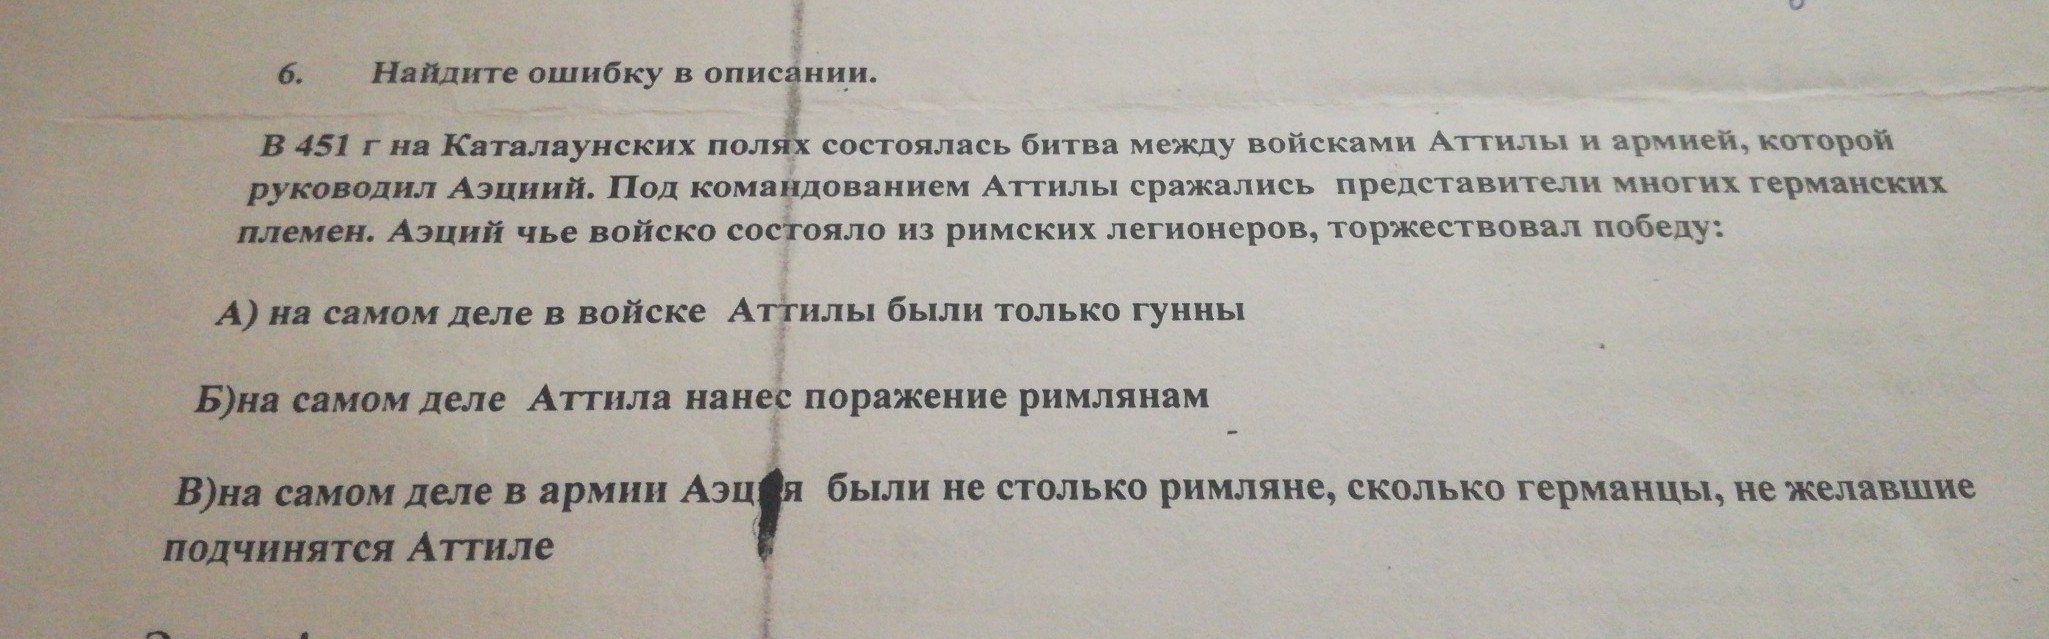 6. Найдите ошибку в описании.
В 451 г на Каталаунских полях состоялась битва между войсками Аттилы и армией, которой
руководил Аэциий. Под командованием Аттилы сражались представители многих германских
племен. Аэций чье войско состояло из римских легионеров, торжествовал победу:
А) на самом деле в войске Аттилы были только гунны
Б)на самом деле Аттила нанес поражение римлянам
В)на самом деле в армии Аэция были не столько римляне, сколько германцы, не желавшие
подчинятся Аттиле